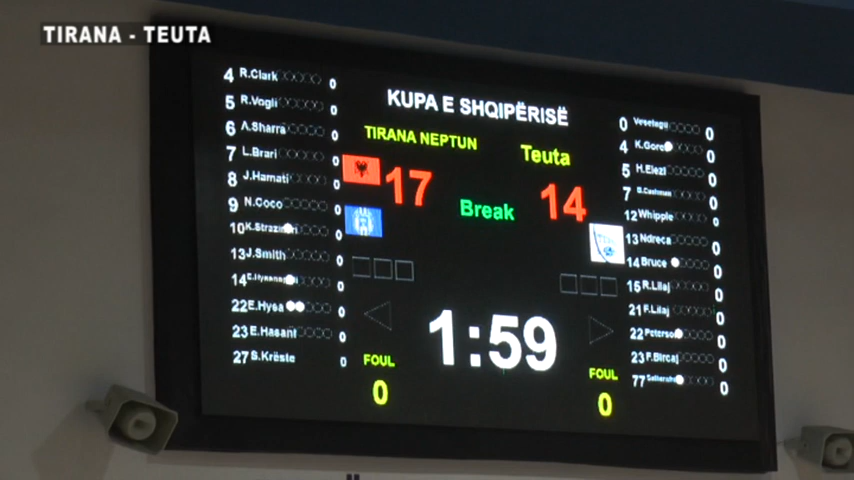 TIRANA - TEUTA
KUPA E SHQIPËRISË
TIRANA NEPTUN
Teuta
17
14
Break
1:59
FOUL
0
FOUL
0
4 R.Clark 0
5 R.Vogli 0
6 A.Sharra 0
7 L.Brari 0
8 J.Hamati 0
9 N.Coco 0
10 K.Strazimiri 0
13 J.Smith 0
14 0
22 E.Hysa 0
23 E.Hasani 0
27 S.Krëste 0
0 0
4 K.Gore 0
5 H.Elezi 0
7 D.Cashman 0
12 Whipple 0
13 Ndreca 0
14 Bruce 0
15 R.Lilaj 0
21 F.Lilaj 0
22 Peterso 0
23 F.Bircaj 0
77 0